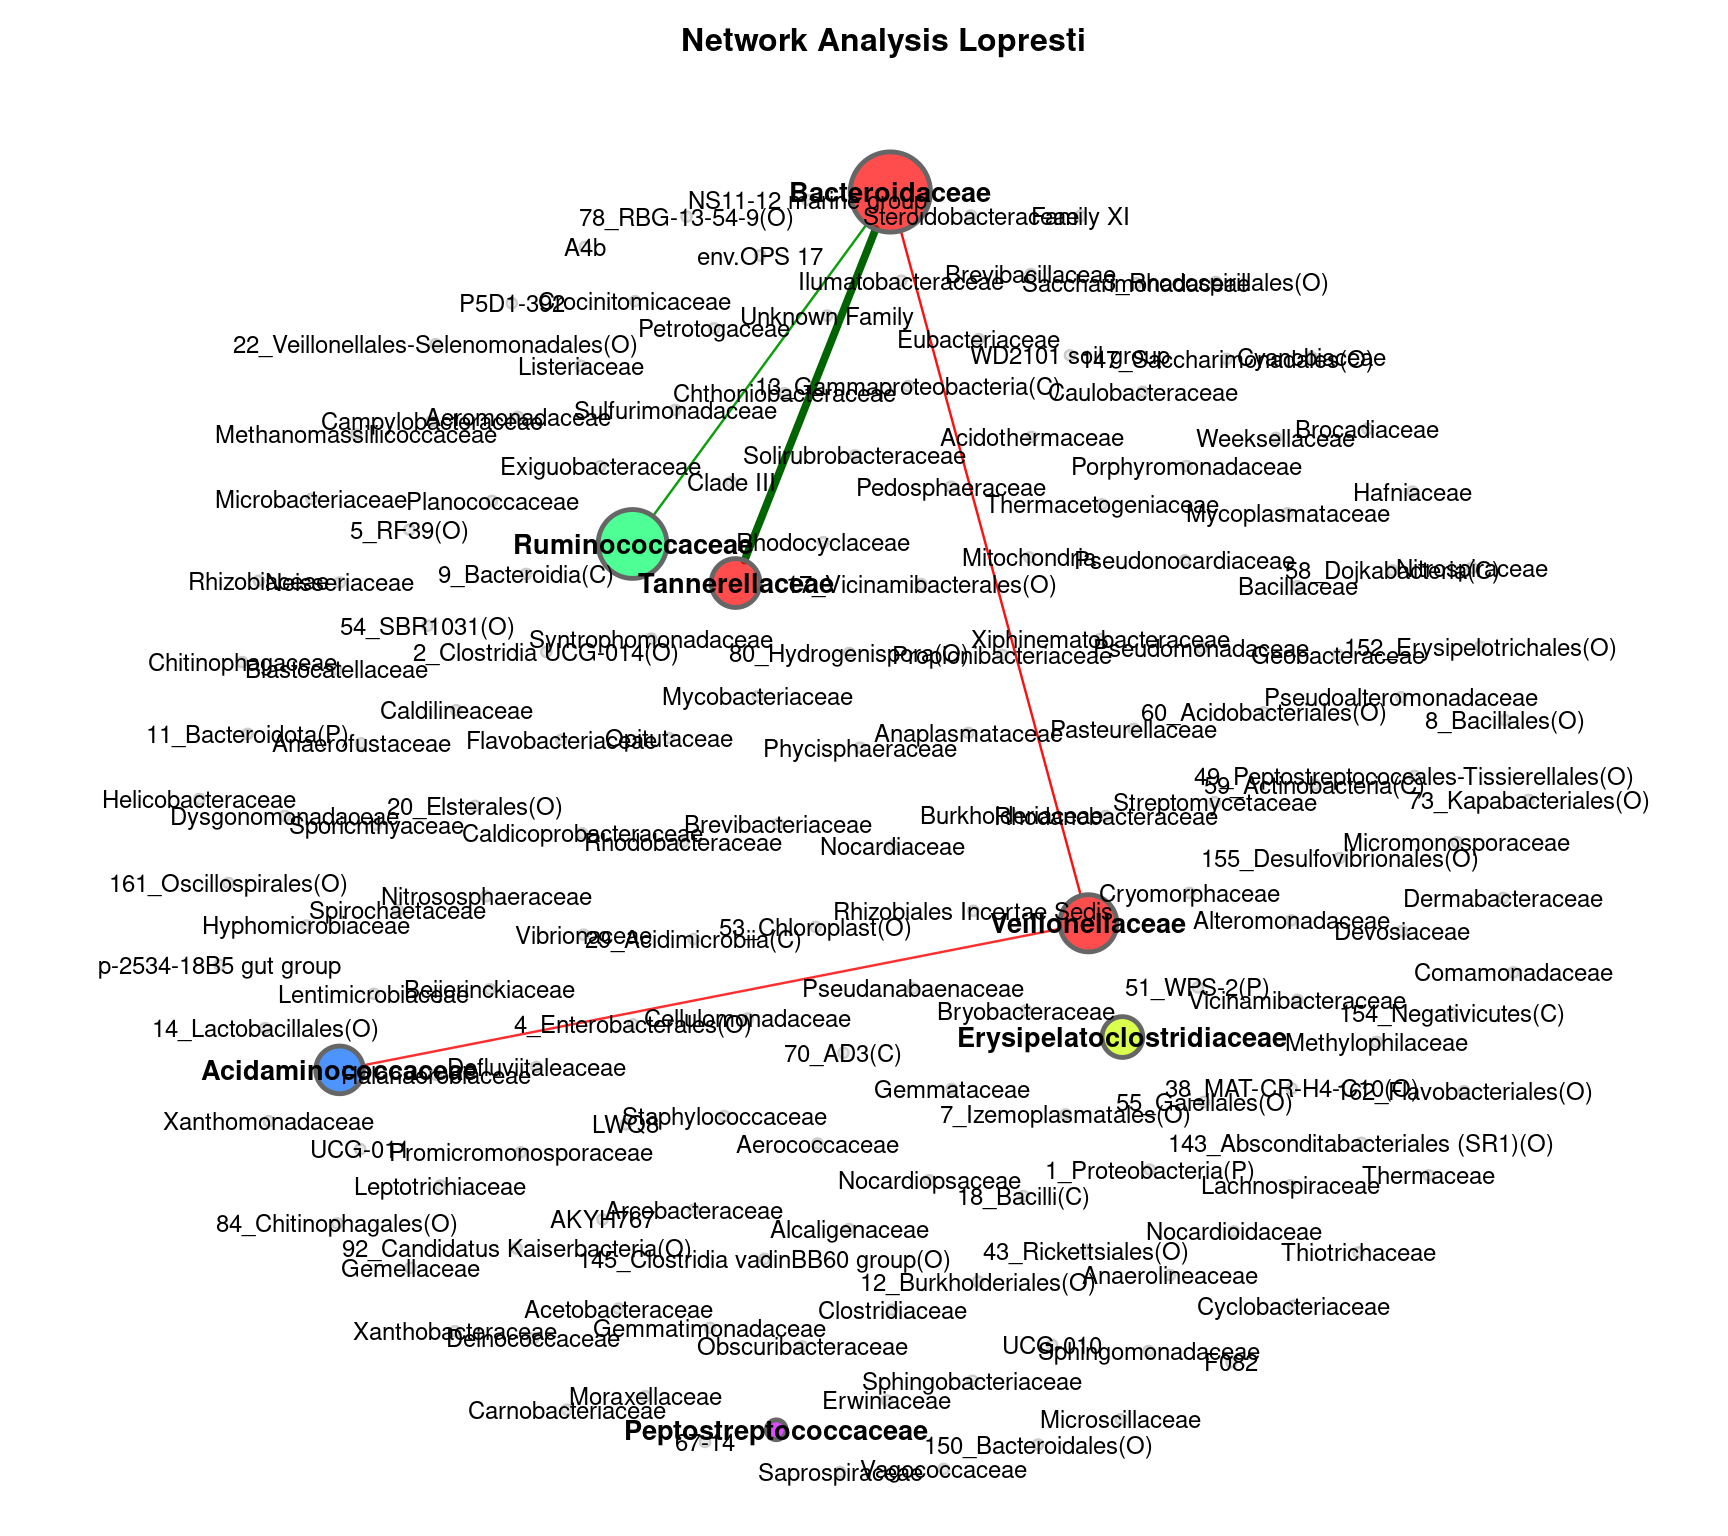 Network Analysis Lopresti
Bacteroidaceae
NS11-12 marine group
78_RBG-13-54-9(O)
Steroidobacteraceae
Family XI
A4b
env.OPS 17
Brevibacillaceae
Ilumatobacteraceae
Saccharimonadaceae
3_Rhodospirillales(O)
P5D1-392
Crocinitomicaceae
Unknown Family
Petrotogaceae
22_Veillonellales-Selenomonadales(O)
Eubacteriaceae
WD2101 soil group
147_Saccharimonadales(O)
Cyanobiaceae
Listeriaceae
13_Gammaproteobacteria(C)
Chthoniobacteraceae
Caulobacteraceae
Sulfurimonadaceae
Aeromonadaceae
Campylobacteraceae
Methanomassiliicoccaceae
Acidothermaceae
Weeksellaceae
Brocadiaceae
Solirubrobacteraceae
Exiguobacteraceae
Porphyromonadaceae
Clade III
Pedosphaeraceae
Hafniaceae
Microbacteriaceae
Planococcaceae
Thermacetogeniaceae
Mycoplasmataceae
5_RF39(O)
Ruminococcaceae
Rhodocyclaceae
Mitochondria
Pseudonocardiaceae
58_Dojkabacteria(C)
Nitrospiraceae
9_Bacteroidia(C)
Rhizobiaceae
Neisseriaceae
Tannerellaceae
17_Vicinamibacterales(O)
Bacillaceae
54_SBR1031(O)
Syntrophomonadaceae
Xiphinematobacteraceae
2_Clostridia UCG-014(O)
80_Hydrogenispora(O)
Propionibacteriaceae
Pseudomonadaceae
Geobacteraceae
152_Erysipelotrichales(O)
Chitinophagaceae
Blastocatellaceae
Mycobacteriaceae
Pseudoalteromonadaceae
Caldilineaceae
60_Acidobacteriales(O)
8_Bacillales(O)
11_Bacteroidota(P)
Anaerofustaceae
Flavobacteriaceae
Opitutaceae
Phycisphaeraceae
Anaplasmataceae
Pasteurellaceae
49_Peptostreptococcales-Tissierellales(O)
59_Actinobacteria(C)
Helicobacteraceae
20_Elsterales(O)
Streptomycetaceae
73_Kapabacteriales(O)
Dysgonomonadaceae
Sporichthyaceae
Caldicoprobacteraceae
Brevibacteriaceae
Burkholderiaceae
Rhodanobacteraceae
Rhodobacteraceae
Nocardiaceae
Micromonosporaceae
155_Desulfovibrionales(O)
161_Oscillospirales(O)
Nitrososphaeraceae
Cryomorphaceae
Dermabacteraceae
Spirochaetaceae
Rhizobiales Incertae Sedis
Hyphomicrobiaceae
Veillonellaceae
Alteromonadaceae
Devosiaceae
Vibrionaceae
29_Acidimicrobiia(C)
53_Chloroplast(O)
p-2534-18B5 gut group
Comamonadaceae
Lentimicrobiaceae
Beijerinckiaceae
Pseudanabaenaceae
51_WPS-2(P)
Vicinamibacteraceae
Bryobacteraceae
154_Negativicutes(C)
14_Lactobacillales(O)
4_Enterobacterales(O)
Cellulomonadaceae
Erysipelatoclostridiaceae
Methylophilaceae
70_AD3(C)
Acidaminococcaceae
Halanaerobiaceae
Defluviitaleaceae
Gemmataceae
38_MAT-CR-H4-C10(O)
162_Flavobacteriales(O)
55_Gaiellales(O)
7_Izemoplasmatales(O)
Xanthomonadaceae
LWQ8
Staphylococcaceae
Aerococcaceae
143_Absconditabacteriales (SR1)(O)
UCG-011
Promicromonosporaceae
1_Proteobacteria(P)
Thermaceae
Leptotrichiaceae
Nocardiopsaceae
18_Bacilli(C)
Lachnospiraceae
84_Chitinophagales(O)
AKYH767
Arcobacteraceae
Alcaligenaceae
Nocardioidaceae
92_Candidatus Kaiserbacteria(O)
145_Clostridia vadinBB60 group(O)
43_Rickettsiales(O)
Thiotrichaceae
Gemellaceae
12_Burkholderiales(O)
Anaerolineaceae
Acetobacteraceae
Clostridiaceae
Cyclobacteriaceae
Xanthobacteraceae
Deinococcaceae
Gemmatimonadaceae
Obscuribacteraceae
UCG-010
Sphingomonadaceae
F082
Sphingobacteriaceae
Moraxellaceae
Erwiniaceae
Carnobacteriaceae
Peptostreptococcaceae
Microscillaceae
67-14
150_Bacteroidales(O)
Saprospiraceae
Vagococcaceae